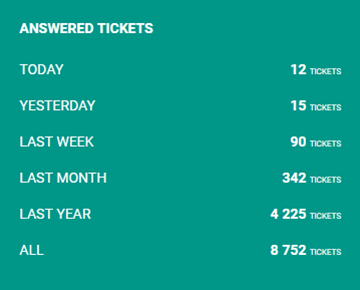 ANSWERED TICKETS
TODAY 12 TICKETS
YESTERDAY 15 TICKETS
LAST WEEK 90 TICKETS
LAST MONTH 342 TICKETS
LAST YEAR 4 225 TICKETS
ALL 8 752 TICKETS